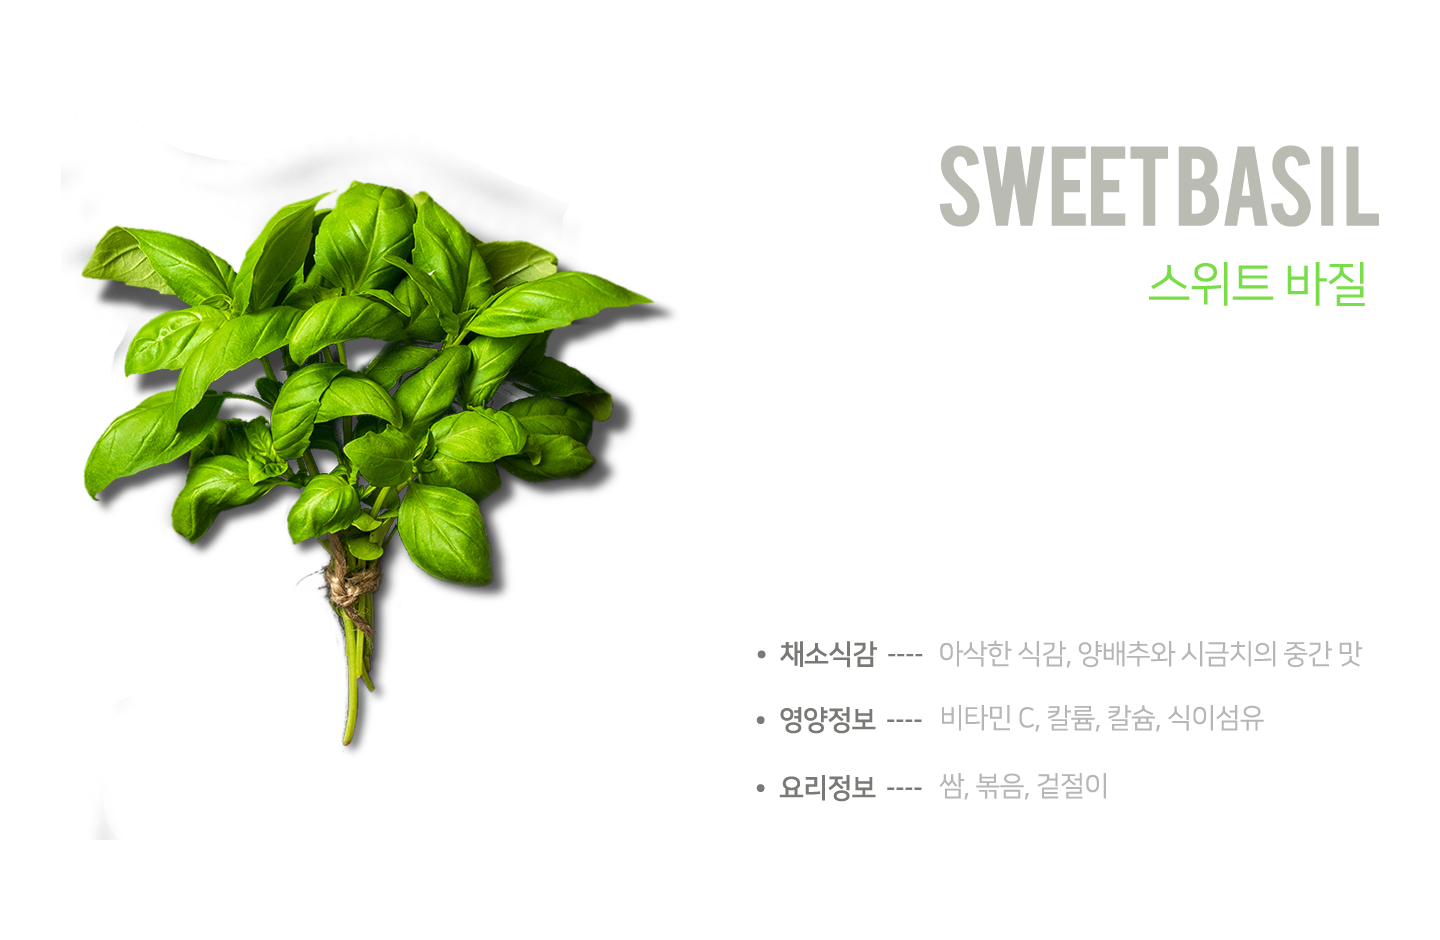 SWEET BASIL
스위트 바질
• 채소식감 ---- 아삭한 식감, 양배추와 시금치의 중간 맛
• 영양정보 ---- 비타민 C, 칼륨, 칼슘, 식이섬유
• 요리정보 ---- 쌈, 볶음, 겉절이